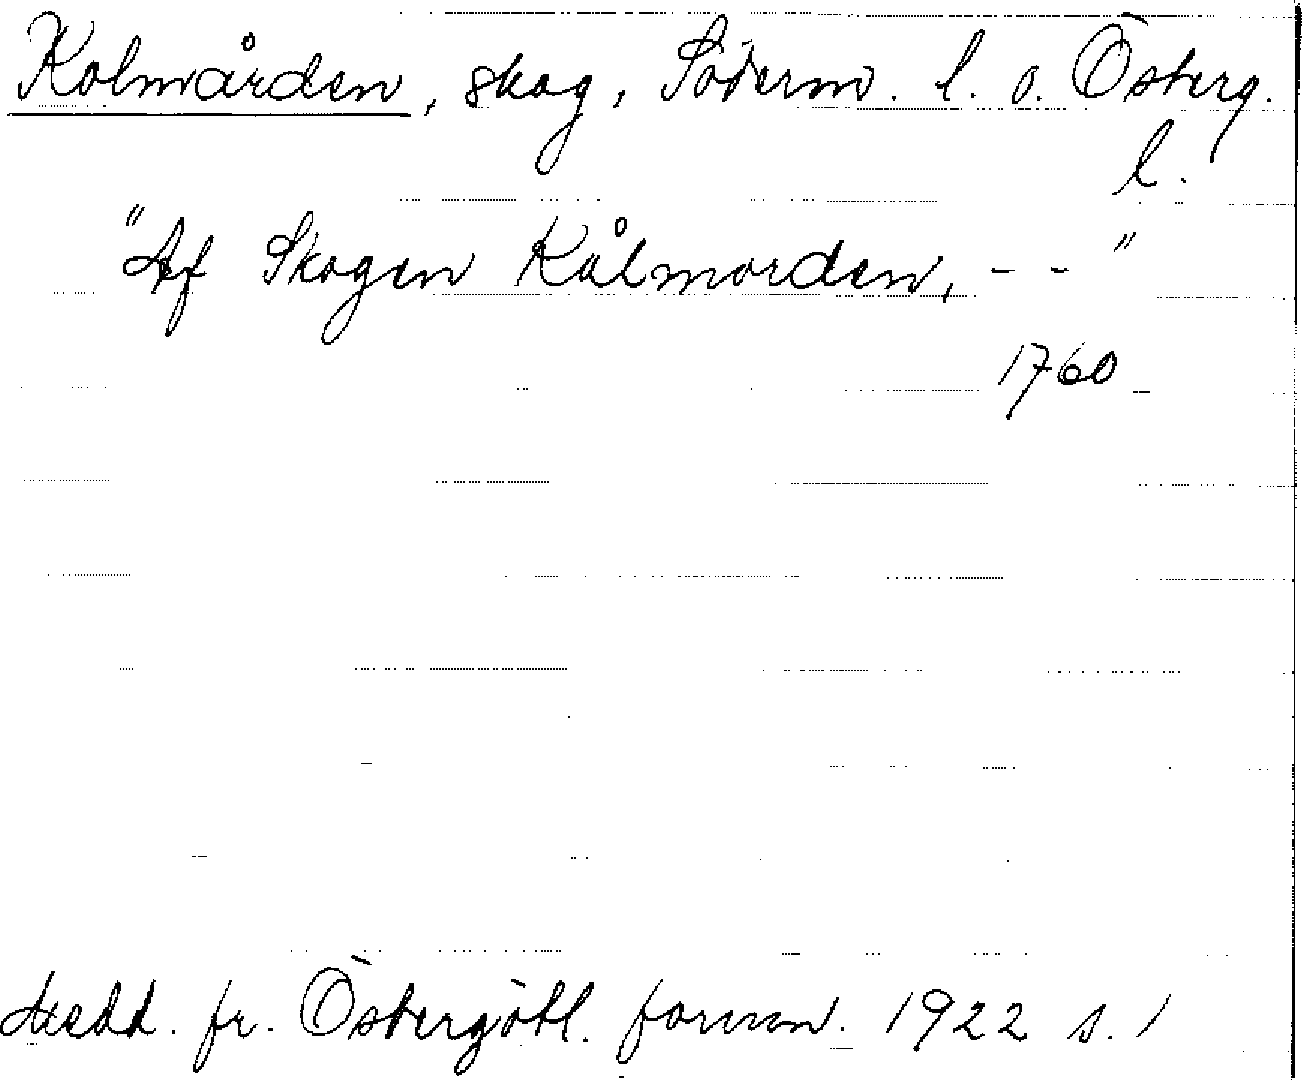 Kolmården, skog, Söderm. l. o. Österg.
l.
"Af Skogen Kålmorden, - - "
1760
Medd. fr. Östergötl. fornm. 1922 s. 1